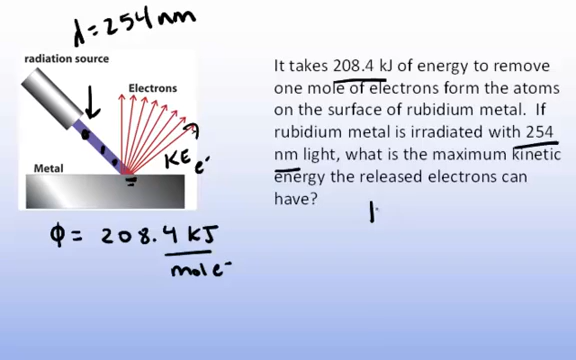 λ = 254 nm
radiation source
Electrons
KE e⁻
Metal
ϕ = 208.4 kJ
mol e⁻
It takes 208.4 kJ of energy to remove
one mole of electrons form the atoms
on the surface of rubidium metal. If
rubidium metal is irradiated with 254
nm light, what is the maximum kinetic
energy the released electrons can
have?